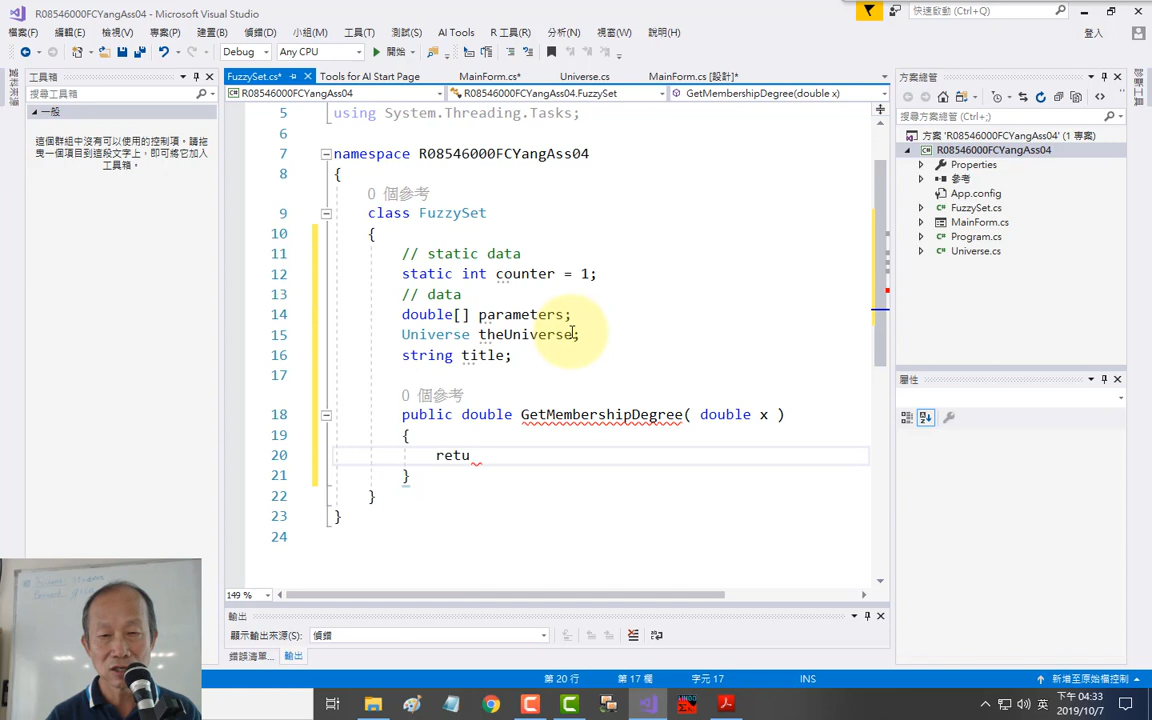 R08546000FCYangAss04 - Microsoft Visual Studio
快速啟動 (Ctrl+Q)
檔案(F) 編輯(E) 檢視(V) 專案(P) 建置(B) 偵錯(D) 小組(M) 工具(T) 測試(S) AI Tools R 工具(R) 分析(N) 視窗(W) 說明(H)
登入
Debug Any CPU 開始
工具箱
搜尋工具箱
一般
這個群組中沒有可以使用的控制項。請拖
曳一個項目到這段文字上，即可將它加入
工具箱。
FuzzySet.cs* Tools for AI Start Page MainForm.cs* Universe.cs MainForm.cs [設計]*
R08546000FCYangAss04 R08546000FCYangAss04.FuzzySet GetMembershipDegree(double x)
5 using System.Threading.Tasks;
6
7 namespace R08546000FCYangAss04
8 {
0 個參考
9 class FuzzySet
10 {
11 // static data
12 static int counter = 1;
13 // data
14 double[] parameters;
15 Universe theUniverse;
16 string title;
17
0 個參考
18 public double GetMembershipDegree( double x )
19 {
20 retu
21 }
22 }
23 }
24
149 %
方案總管
搜尋方案總管 (Ctrl+;)
方案 'R08546000FCYangAss04' (1 專案)
R08546000FCYangAss04
Properties
參考
App.config
FuzzySet.cs
MainForm.cs
Program.cs
Universe.cs
屬性
輸出
顯示輸出來源(S): 偵錯
錯誤清單... 輸出
第 20 行 第 17 欄 字元 17 INS 新增至原始檔控制
英
下午 04:33
2019/10/7